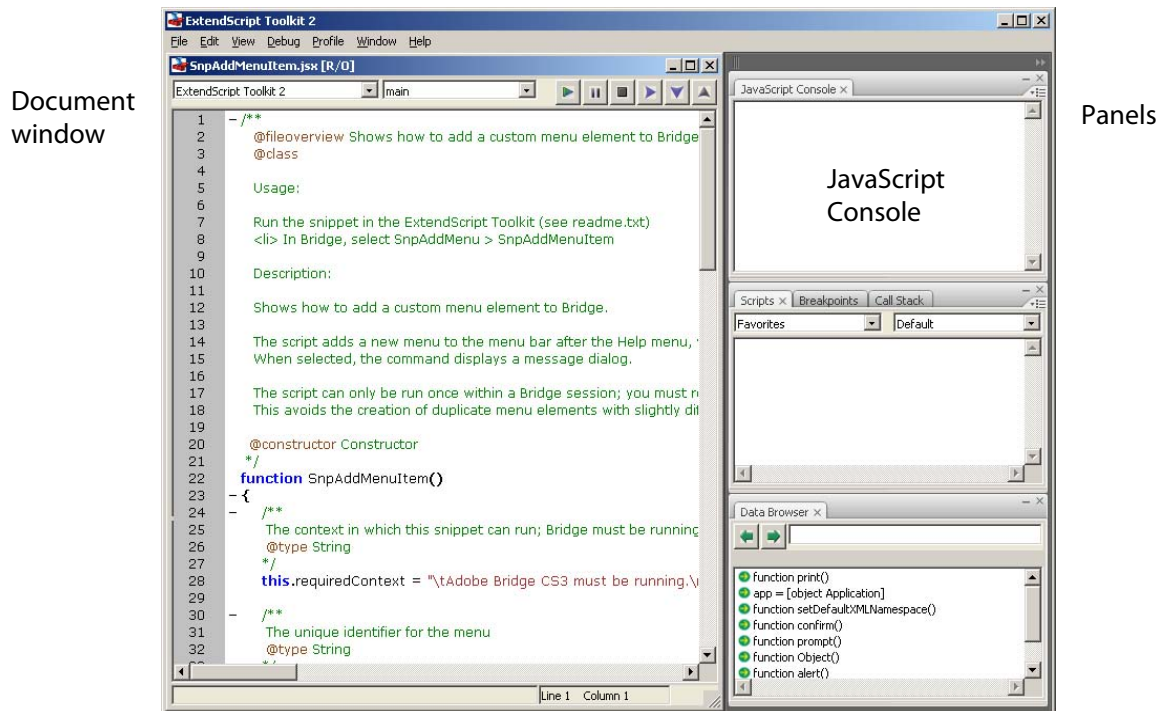 Document
window
Panels
ExtendScript Toolkit 2
File Edit View Debug Profile Window Help
SnpAddMenuItem.jsx [R/O]
ExtendScript Toolkit 2 main
1 - /**
2 @fileoverview Shows how to add a custom menu element to Bridge
3 @class
4
5 Usage:
6
7 Run the snippet in the ExtendScript Toolkit (see readme.txt)
8 <li> In Bridge, select SnpAddMenu > SnpAddMenuItem
9
10 Description:
11
12 Shows how to add a custom menu element to Bridge.
13
14 The script adds a new menu to the menu bar after the Help menu,
15 When selected, the command displays a message dialog.
16
17 The script can only be run once within a Bridge session; you must
18 This avoids the creation of duplicate menu elements with slightly
19
20 @constructor Constructor
21 */
22 function SnpAddMenuItem()
23 - {
24 - /**
25 The context in which this snippet can run; Bridge must be running
26 @type String
27 */
28 this.requiredContext = "\tAdobe Bridge CS3 must be running.\
29
30 - /**
31 The unique identifier for the menu
32 @type String
Line 1 Column 1
JavaScript Console
JavaScript
Console
Scripts Breakpoints Call Stack
Favorites Default
Data Browser
function print()
app = [object Application]
function setDefaultXMLNamespace()
function confirm()
function prompt()
function Object()
function alert()